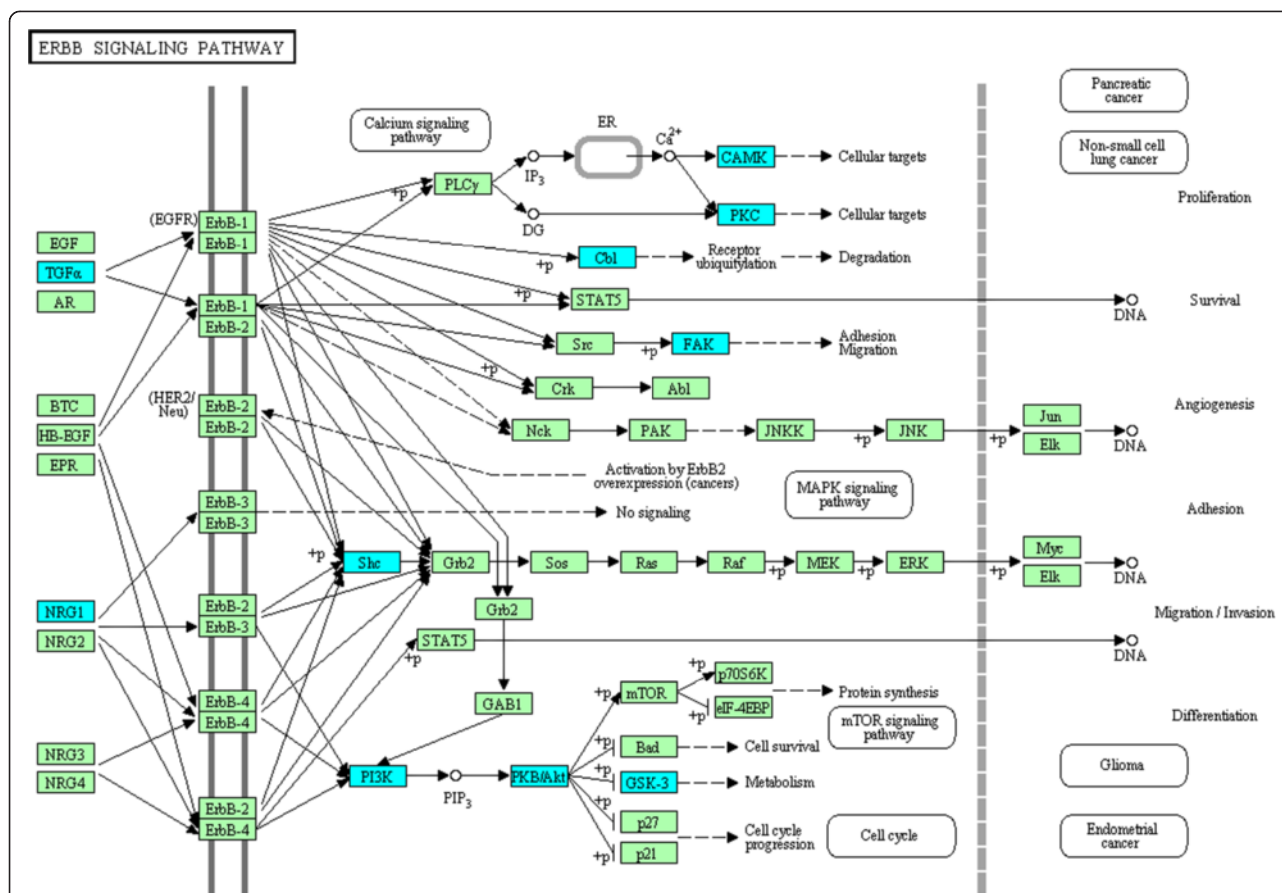 ERBB SIGNALING PATHWAY
Calcium signaling
pathway
ER
Ca2+
IP3
DG
PLCγ
+p
CAMK
Cellular targets
PKC
Cellular targets
Pancreatic
cancer
Non-small cell
lung cancer
Proliferation
(EGFR)
ErbB-1
ErbB-1
EGF
TGFα
AR
ErbB-1
ErbB-2
+p
Cbl
Receptor
ubiquitylation
Degradation
+p
STAT5
DNA
Survival
Src
+p
FAK
Adhesion
Migration
+p
Crk
Abl
BTC
HB-EGF
EPR
(HER2/
Neu)
ErbB-2
ErbB-2
Nck
PAK
JNKK
+p
JNK
+p
Jun
Elk
DNA
Angiogenesis
Activation by ErbB2
overexpression (cancers)
MAPK signaling
pathway
ErbB-3
ErbB-3
No signaling
Adhesion
+p
Shc
Grb2
Sos
Ras
Raf
+p
MEK
+p
ERK
+p
Myc
Elk
DNA
NRG1
NRG2
ErbB-2
ErbB-3
Grb2
STAT5
+p
DNA
Migration / Invasion
ErbB-4
ErbB-4
GAB1
+p
mTOR
+p
p70S6K
+p
eIF-4EBP
Protein synthesis
mTOR signaling
pathway
Differentiation
NRG3
NRG4
PI3K
PIP3
PKB/Akt
+p
Bad
Cell survival
+p
GSK-3
Metabolism
Glioma
ErbB-2
ErbB-4
+p
p27
+p
p21
Cell cycle
progression
Cell cycle
Endometrial
cancer